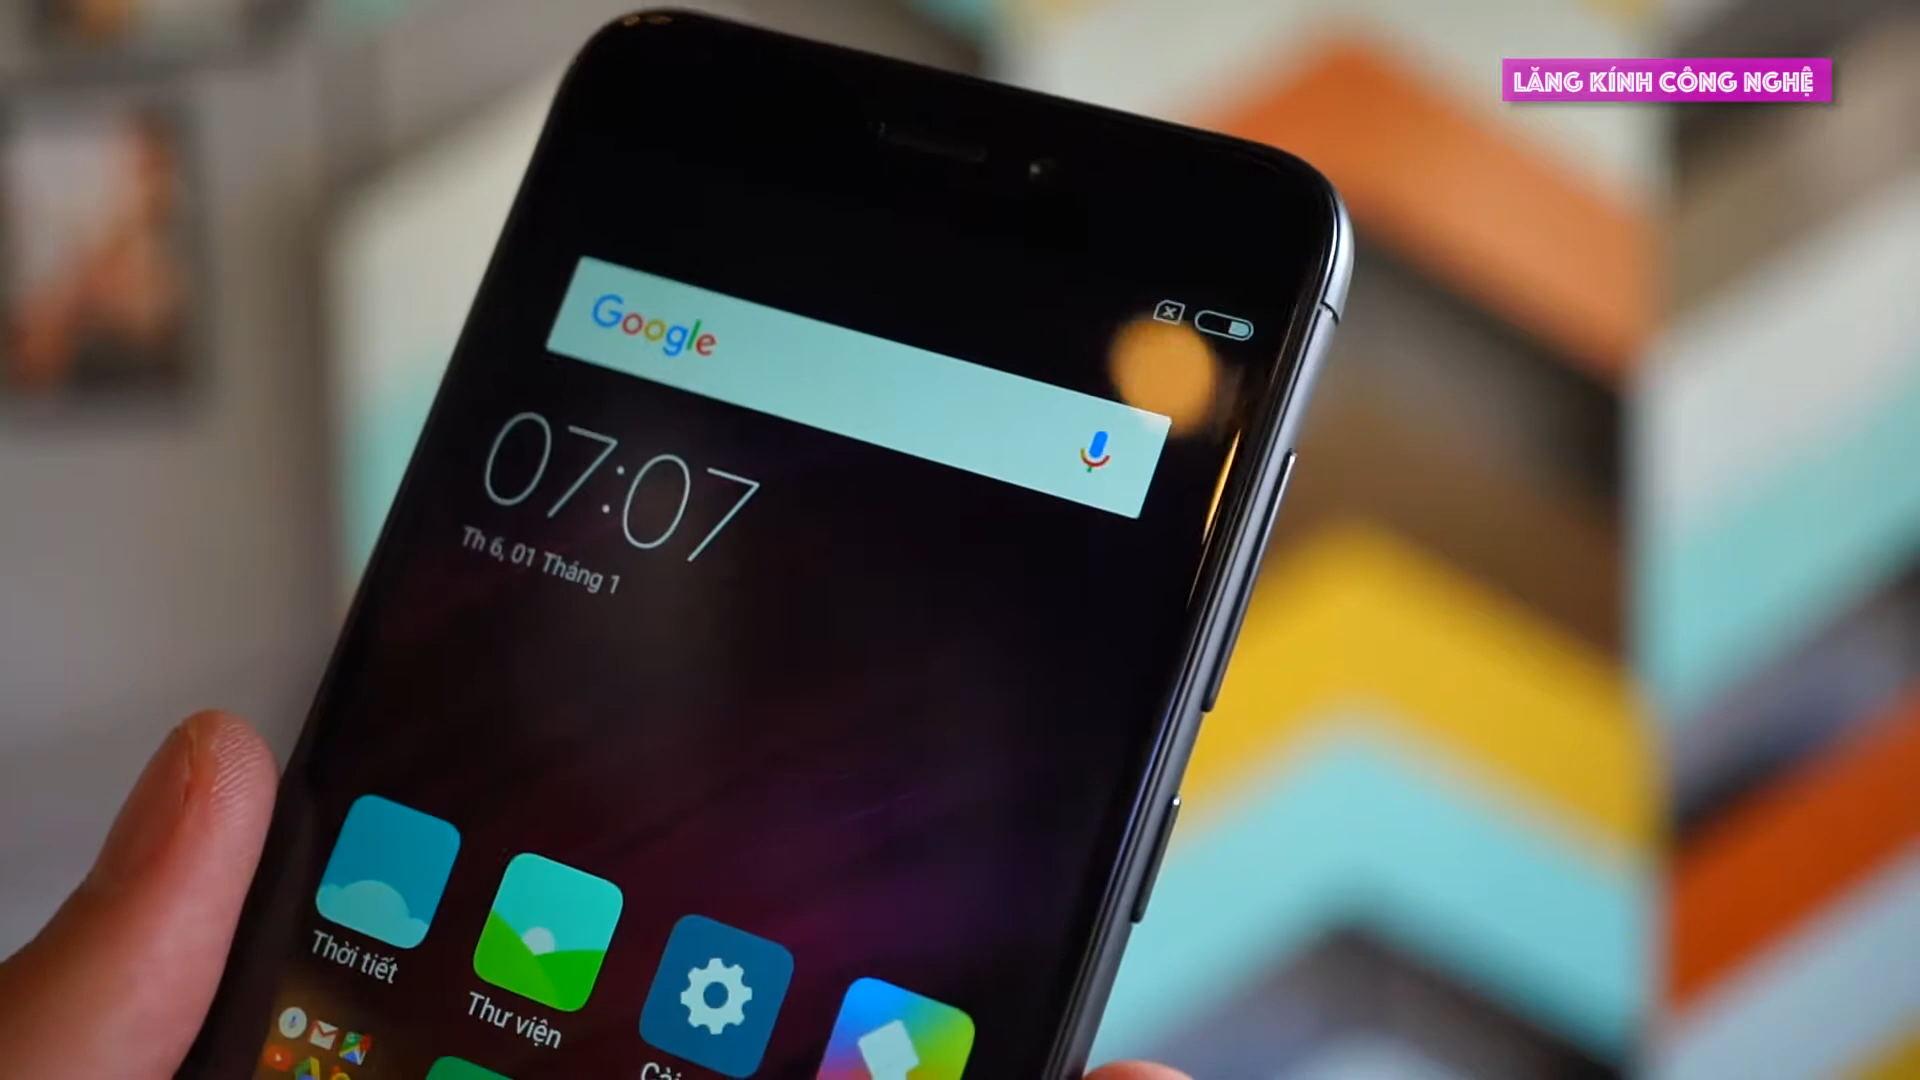 LĂNG KÍNH CÔNG NGHỆ
Google
07:07
Th 6, 01 Tháng 1
Thời tiết
Thư viện